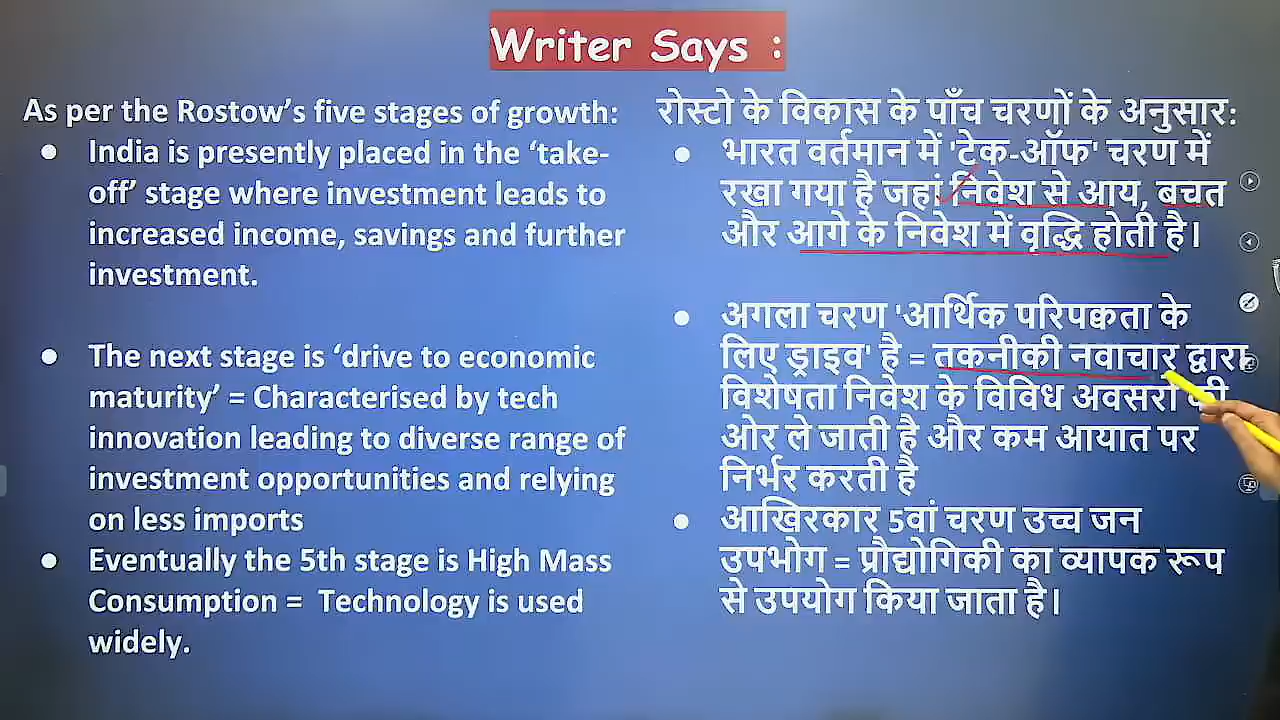 Writer Says :
As per the Rostow's five stages of growth:
● India is presently placed in the 'take-
off' stage where investment leads to
increased income, savings and further
investment.
● The next stage is 'drive to economic
maturity' = Characterised by tech
innovation leading to diverse range of
investment opportunities and relying
on less imports
● Eventually the 5th stage is High Mass
Consumption = Technology is used
widely.
रोस्टो के विकास के पाँच चरणों के अनुसार:
● भारत वर्तमान में 'टेक-ऑफ' चरण में
रखा गया है जहां निवेश से आय, बचत
और आगे के निवेश में वृद्धि होती है।
● अगला चरण 'आर्थिक परिपक्वता के
लिए ड्राइव' है = तकनीकी नवाचार द्वारा
विशेषता निवेश के विविध अवसरों की
ओर ले जाती है और कम आयात पर
निर्भर करती है
● आखिरकार 5वां चरण उच्च जन
उपभोग = प्रौद्योगिकी का व्यापक रूप
से उपयोग किया जाता है।